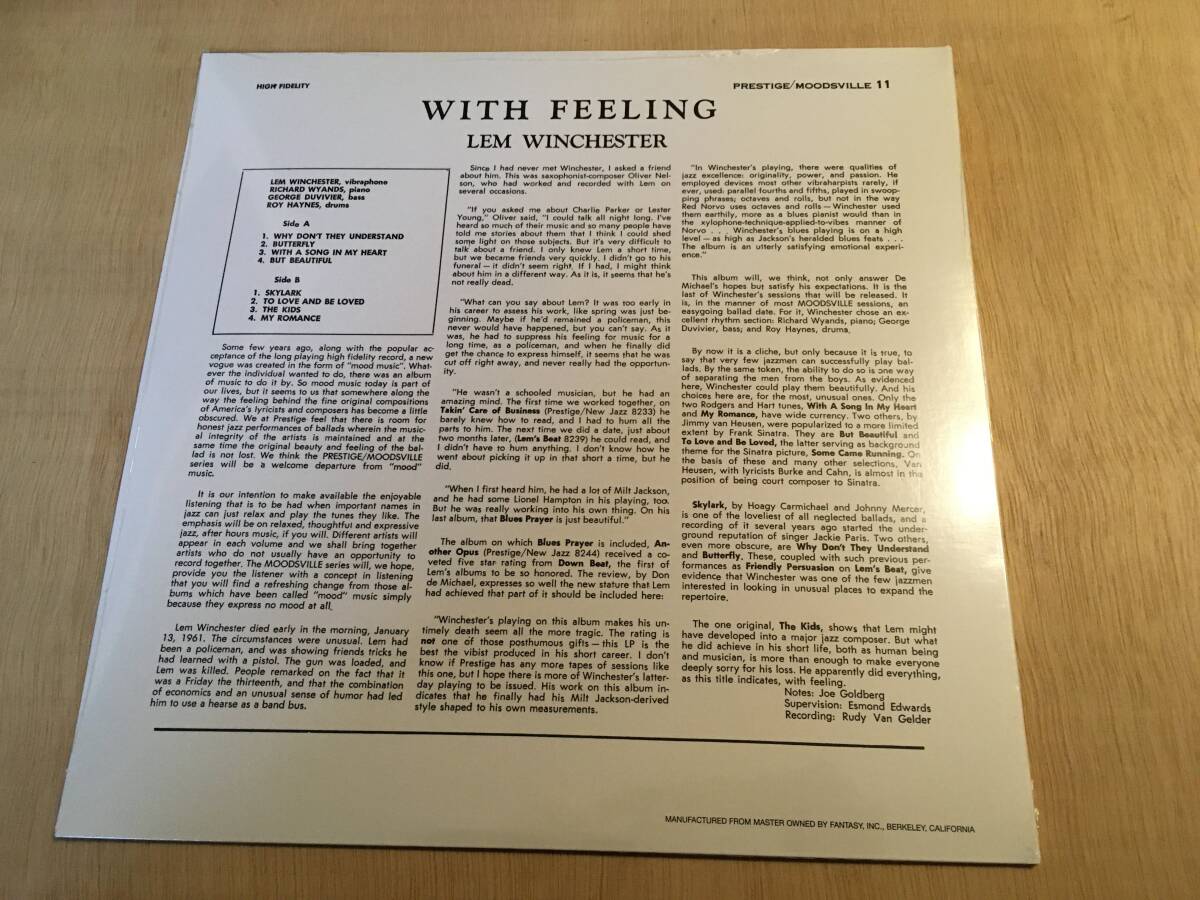 HIGH FIDELITY
PRESTIGE/MOODSVILLE 11
WITH FEELING
LEM WINCHESTER
LEM WINCHESTER, vibraphone
RICHARD WYANDS, piano
GEORGE DUVIVIER, bass
ROY HAYNES, drums
Side A
1. WHY DON'T THEY UNDERSTAND
2. BUTTERFLY
3. WITH A SONG IN MY HEART
4. BUT BEAUTIFUL
Side B
1. SKYLARK
2. TO LOVE AND BE LOVED
3. THE KIDS
4. MY ROMANCE
Some few years ago, along with the popular ac-
ceptance of the long playing high fidelity record, a new
vogue was created in the form of "mood music". What-
ever the individual wanted to do, there was an album
of music to do it by. So mood music today is part of
our lives, but it seems to us that somewhere along the
way the feeling behind the fine original compositions
of America's lyricists and composers has become a little
obscured. We at Prestige feel that there is room for
honest jazz performances of ballads wherein the music-
al integrity of the artists is maintained and at the
same time the original beauty and feeling of the bal-
lad is not lost. We think the PRESTIGE/MOODSVILLE
series will be a welcome departure from "mood"
music.
It is our intention to make available the enjoyable
listening that is to be had when important names in
jazz can just relax and play the tunes they like. The
emphasis will be on relaxed, thoughtful and expressive
jazz, after hours music, if you will. Different artists will
appear in each volume and we shall bring together
artists who do not usually have an opportunity to
record together. The MOODSVILLE series will, we hope,
provide you the listener with a concept in listening
that you will find a refreshing change from those al-
bums which have been called "mood" music simply
because they express no mood at all.
Lem Winchester died early in the morning, January
13, 1961. The circumstances were unusual. Lem had
been a policeman, and was showing friends tricks he
had learned with a pistol. The gun was loaded, and
Lem was killed. People remarked on the fact that it
was a Friday the thirteenth, and that the combination
of economics and an unusual sense of humor had led
him to use a hearse as a band bus.
Since I had never met Winchester, I asked a friend
about him. This was saxophonist-composer Oliver Nel-
son, who had worked and recorded with Lem on
several occasions.
"If you asked me about Charlie Parker or Lester
Young," Oliver said, "I could talk all night long. I've
heard so much of their music and so many people have
told me stories about them that I think I could shed
some light on those subjects. But it's very difficult to
talk about a friend. I only knew Lem a short time,
but we became friends very quickly. I didn't go to his
funeral — it didn't seem right. If I had, I might think
about him in a different way. As it is, it seems that he's
not really dead.
"What can you say about Lem? It was too early in
his career to assess his work, like spring was just be-
ginning. Maybe if he'd remained a policeman, this
never would have happened, but you can't say. As it
was, he had to suppress his feeling for music for a
long time, as a policeman, and when he finally did
get the chance to express himself, it seems that he was
cut off right away, and never really had the opportun-
ity.
"He wasn't a schooled musician, but he had an
amazing mind. The first time we worked together, on
Takin' Care of Business (Prestige/New Jazz 8233) he
barely knew how to read, and I had to hum all the
parts to him. The next time we did a date, just about
two months later, (Lem's Beat 8239) he could read, and
I didn't have to hum anything. I don't know how he
went about picking it up in that short a time, but he
did.
"When I first heard him, he had a lot of Milt Jackson,
and he had some Lionel Hampton in his playing, too.
But he was really working into his own thing. On his
last album, that Blues Prayer is just beautiful."
The album on which Blues Prayer is included, An-
other Opus (Prestige/New Jazz 8244) received a co-
veted five star rating from Down Beat, the first of
Lem's albums to be so honored. The review, by Don
de Michael, expresses so well the new stature that Lem
had achieved that part of it should be included here:
"Winchester's playing on this album makes his un-
timely death seem all the more tragic. The rating is
not one of those posthumous gifts — this LP is the
best the vibist produced in his short career. I don't
know if Prestige has any more tapes of sessions like
this one, but I hope there is more of Winchester's latter-
day playing to be issued. His work on this album in-
dicates that he finally had his Milt Jackson-derived
style shaped to his own measurements.
"In Winchester's playing, there were qualities of
jazz excellence: originality, power, and passion. He
employed devices most other vibraharpists rarely, if
ever, used: parallel fourths and fifths, played in swoop-
ping phrases; octaves and rolls, but not in the way
Red Norvo uses octaves and rolls — Winchester used
them earthily, more as a blues pianist would than in
the xylophone-technique-applied-to-vibes manner of
Norvo . . . Winchester's blues playing is on a high
level — as high as Jackson's heralded blues feats . . .
The album is an utterly satisfying emotional experi-
ence."
This album will, we think, not only answer De
Michael's hopes but satisfy his expectations. It is the
last of Winchester's sessions that will be released. It
is, in the manner of most MOODSVILLE sessions, an
easygoing ballad date. For it, Winchester chose an ex-
cellent rhythm section: Richard Wyands, piano; George
Duvivier, bass; and Roy Haynes, drums.
By now it is a cliche, but only because it is true, to
say that very few jazzmen can successfully play bal-
lads. By the same token, the ability to do so is one way
of separating the men from the boys. As evidenced
here, Winchester could play them beautifully. And his
choices here are, for the most, unusual ones. Only the
two Rodgers and Hart tunes, With A Song In My Heart
and My Romance, have wide currency. Two others, by
Jimmy van Heusen, were popularized to a more limited
extent by Frank Sinatra. They are But Beautiful and
To Love and Be Loved, the latter serving as background
theme for the Sinatra picture, Some Came Running. On
the basis of these and many other selections, Van
Heusen, with lyricists Burke and Cahn, is almost in the
position of being court composer to Sinatra.
Skylark, by Hoagy Carmichael and Johnny Mercer,
is one of the loveliest of all neglected ballads, and a
recording of it several years ago started the under-
ground reputation of singer Jackie Paris. Two others,
even more obscure, are Why Don't They Understand
and Butterfly. These, coupled with such previous per-
formances as Friendly Persuasion on Lem's Beat, give
evidence that Winchester was one of the few jazzmen
interested in looking in unusual places to expand the
repertoire.
The one original, The Kids, shows that Lem might
have developed into a major jazz composer. But what
he did achieve in his short life, both as human being
and musician, is more than enough to make everyone
deeply sorry for his loss. He apparently did everything,
as this title indicates, with feeling.
Notes: Joe Goldberg
Supervision: Esmond Edwards
Recording: Rudy Van Gelder
MANUFACTURED FROM MASTER OWNED BY FANTASY, INC., BERKELEY, CALIFORNIA